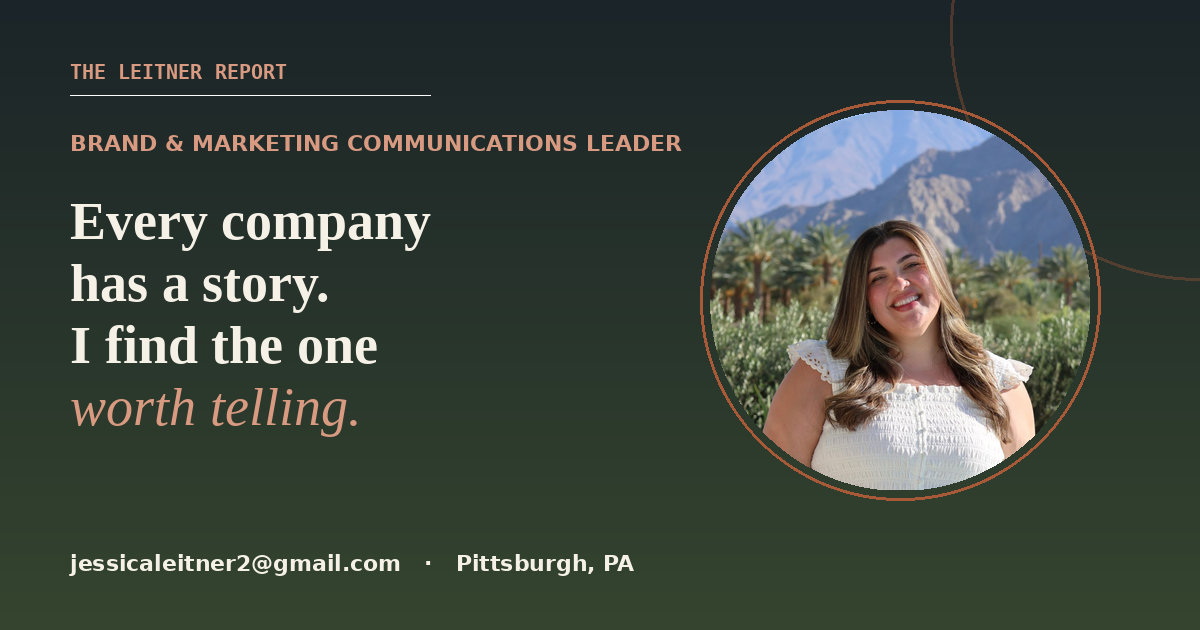 THE LEITNER REPORT
BRAND & MARKETING COMMUNICATIONS LEADER
Every company
has a story.
I find the one
worth telling.
jessicaleitner2@gmail.com · Pittsburgh, PA